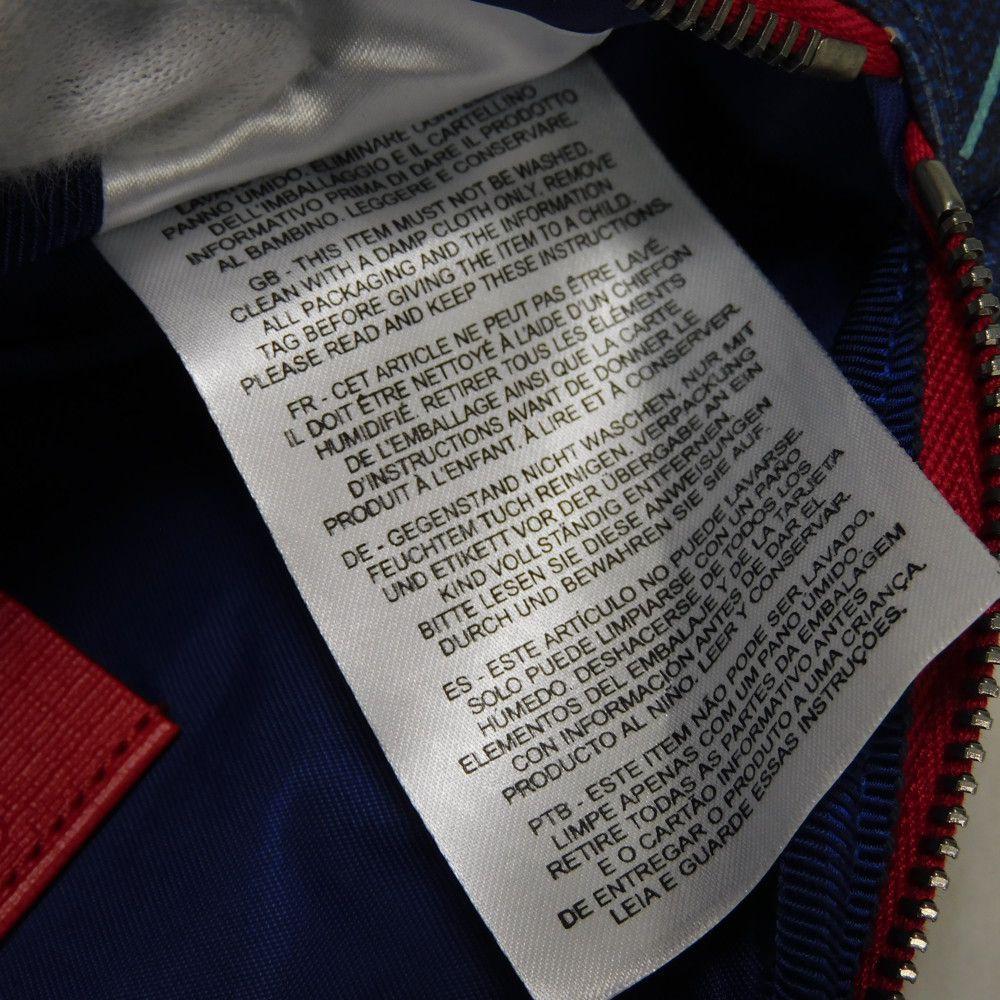 PANNO UMIDO. ELIMINARE
DELL'IMBALLAGGIO E IL CARTELLINO
INFORMATIVO PRIMA DI DARE IL PRODOTTO
AL BAMBINO. LEGGERE E CONSERVARE.
GB - THIS ITEM MUST NOT BE WASHED.
CLEAN WITH A DAMP CLOTH ONLY. REMOVE
ALL PACKAGING AND THE INFORMATION
TAG BEFORE GIVING THE ITEM TO A CHILD.
PLEASE READ AND KEEP THESE INSTRUCTIONS.
FR - CET ARTICLE NE PEUT PAS ÊTRE LAVÉ.
IL DOIT ÊTRE NETTOYÉ À L'AIDE D'UN CHIFFON
HUMIDIFIÉ. RETIRER TOUS LES ÉLÉMENTS
DE L'EMBALLAGE AINSI QUE LA CARTE
D'INSTRUCTIONS AVANT DE DONNER LE
PRODUIT À L'ENFANT. À LIRE ET À CONSERVER
DE - GEGENSTAND NICHT WASCHEN, NUR MIT
FEUCHTEM TUCH REINIGEN. VERPACKUNG
UND ETIKETT VOR DER ÜBERGABE AN EIN
KIND VOLLSTÄNDIG ENTFERNEN.
BITTE LESEN SIE DIESE ANWEISUNGEN
DURCH UND BEWAHREN SIE SIE AUF.
ES - ESTE ARTÍCULO NO PUEDE LAVARSE.
SOLO PUEDE LIMPIARSE CON UN PAÑO
HÚMEDO. DESHACERSE DE TODOS LOS
ELEMENTOS DEL EMBALAJE Y DE LA TARJETA
CON INFORMACIÓN ANTES DE DAR EL
PRODUCTO AL NIÑO. LEER Y CONSERVAR.
PTB - ESTE ITEM NÃO PODE SER LAVADO,
LIMPE APENAS COM UM PANO ÚMIDO.
RETIRE TODAS AS PARTES DA EMBALAGEM
E O CARTÃO INFORMATIVO ANTES
DE ENTREGAR O PRODUTO A UMA CRIANÇA.
LEIA E GUARDE ESSAS INSTRUÇÕES.